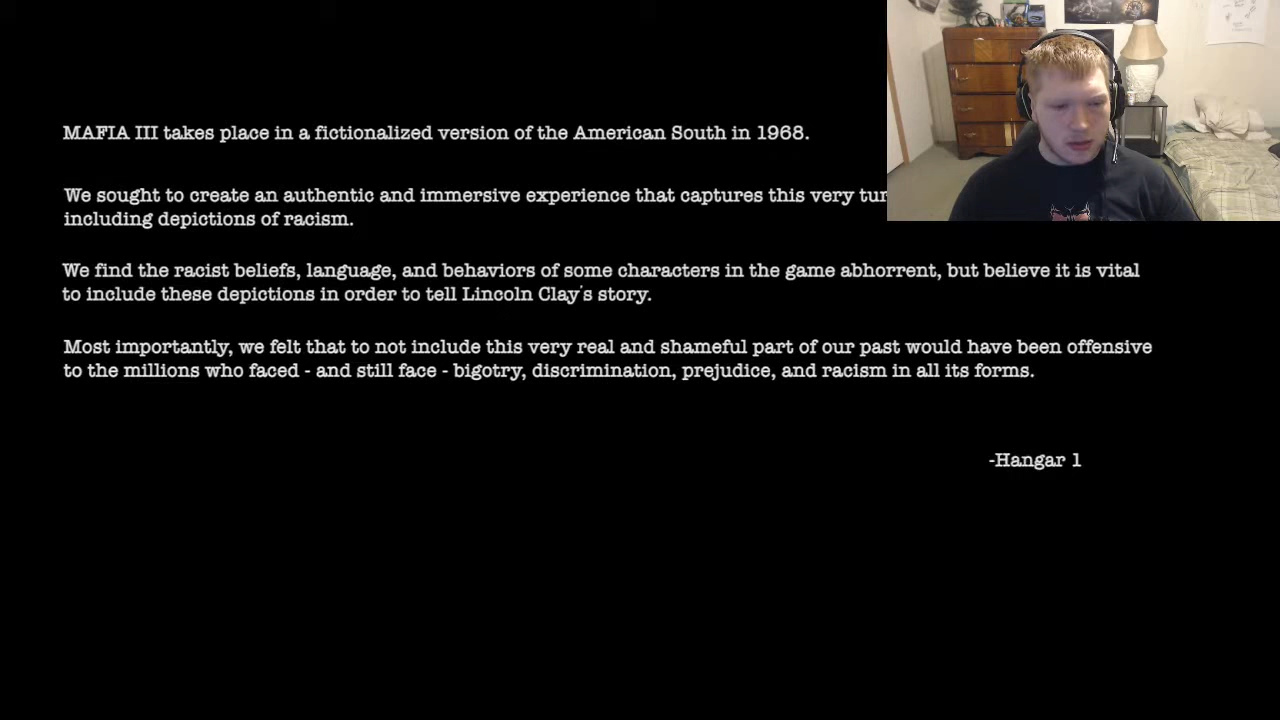 MAFIA III takes place in a fictionalized version of the American South in 1968.
We sought to create an authentic and immersive experience that captures this very
including depictions of racism.
We find the racist beliefs, language, and behaviors of some characters in the game abhorrent, but believe it is vital
to include these depictions in order to tell Lincoln Clay's story.
Most importantly, we felt that to not include this very real and shameful part of our past would have been offensive
to the millions who faced - and still face - bigotry, discrimination, prejudice, and racism in all its forms.
-Hangar 1